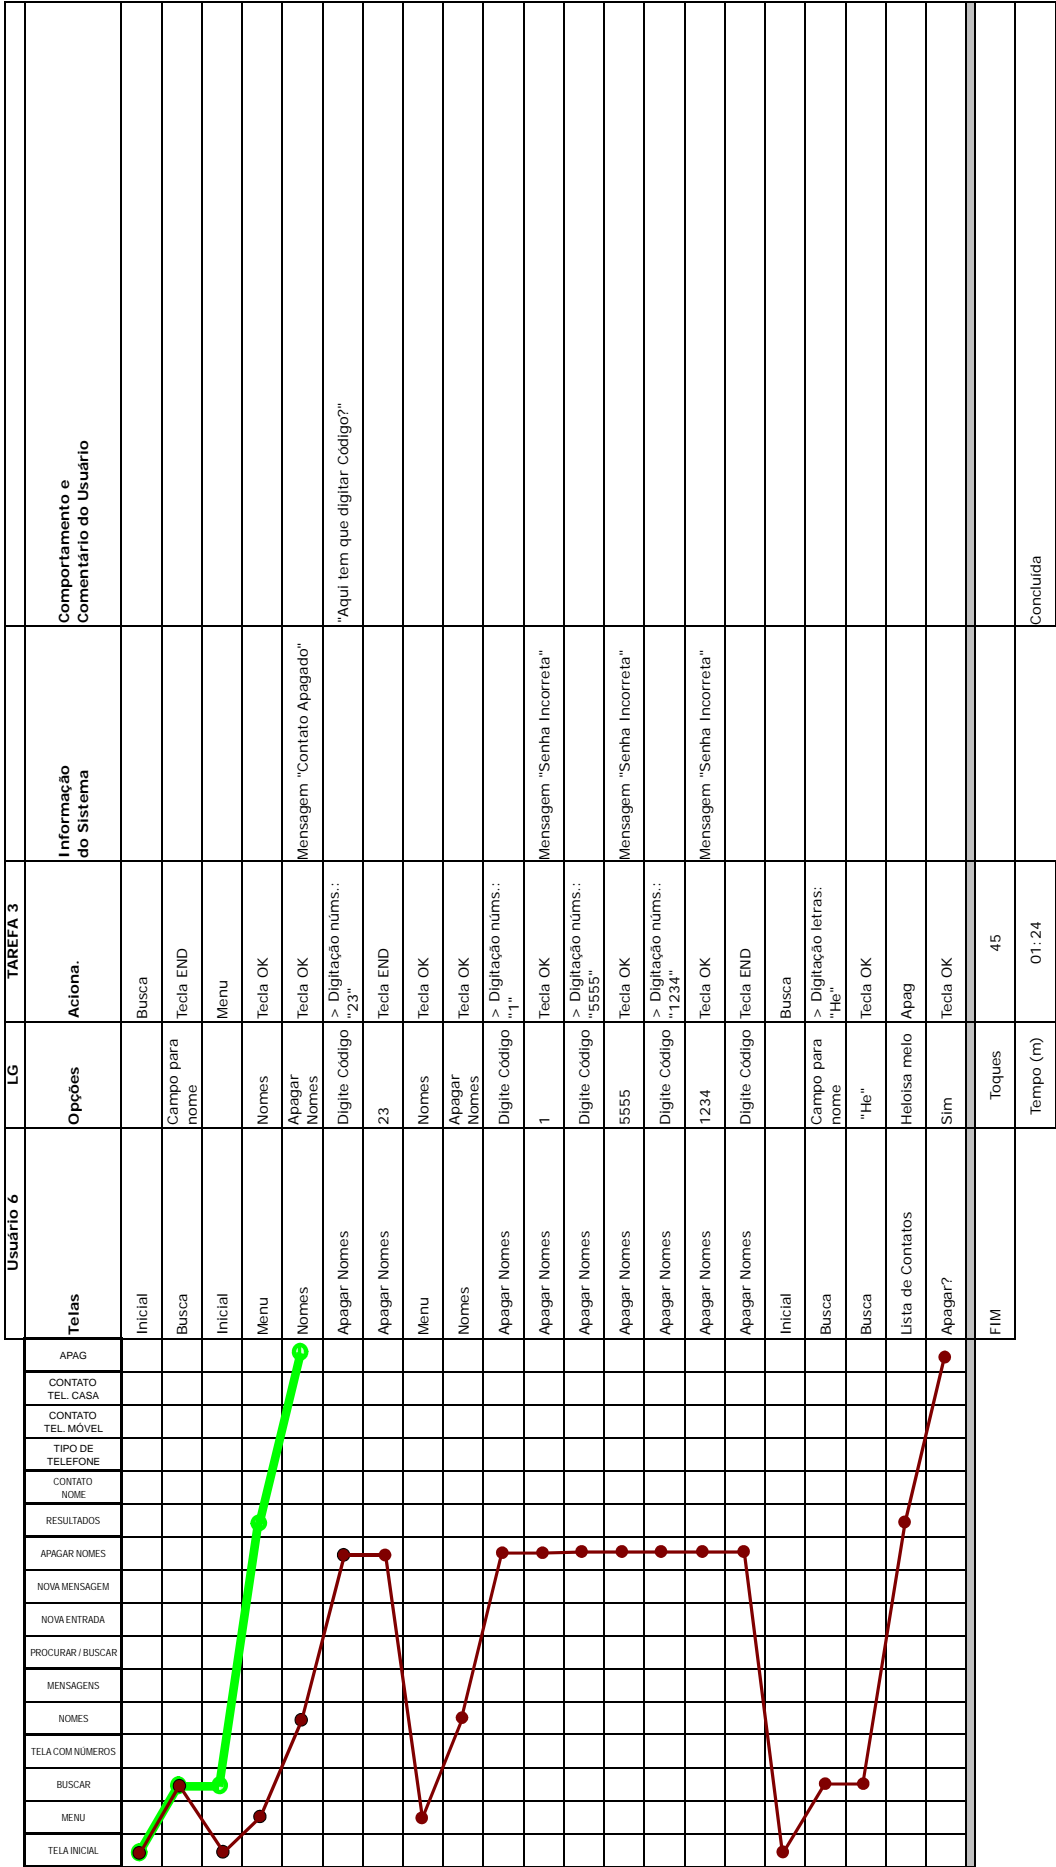 Usuário 6
LG
TAREFA 3
Telas
Opções
Aciona.
Informação
do Sistema
Comportamento e
Comentário do Usuário
Inicial
Busca
Busca
Campo para
nome
Tecla END
Inicial
Menu
Menu
Nomes
Tecla OK
Nomes
Apagar
Nomes
Tecla OK
Mensagem "Contato Apagado"
Apagar Nomes
Digite Código
> Digitação núms.:
"23"
"Aqui tem que digitar Código?"
Apagar Nomes
23
Tecla END
Menu
Nomes
Tecla OK
Nomes
Apagar
Nomes
Tecla OK
Apagar Nomes
Digite Código
> Digitação núms.:
"1"
Apagar Nomes
1
Tecla OK
Mensagem "Senha Incorreta"
Apagar Nomes
Digite Código
> Digitação núms.:
"5555"
Apagar Nomes
5555
Tecla OK
Mensagem "Senha Incorreta"
Apagar Nomes
Digite Código
> Digitação núms.:
"1234"
Apagar Nomes
1234
Tecla OK
Mensagem "Senha Incorreta"
Apagar Nomes
Digite Código
Tecla END
Inicial
Busca
Busca
Campo para
nome
> Digitação letras:
"He"
Busca
"He"
Tecla OK
Lista de Contatos
Heloisa melo
Apag
Apagar?
Sim
Tecla OK
FIM
Toques
45
Tempo (m)
01:24
Concluída
APAG
CONTATO
TEL. CASA
CONTATO
TEL. MÓVEL
TIPO DE
TELEFONE
CONTATO
NOME
RESULTADOS
APAGAR NOMES
NOVA MENSAGEM
NOVA ENTRADA
PROCURAR / BUSCAR
MENSAGENS
NOMES
TELA COM NÚMEROS
BUSCAR
MENU
TELA INICIAL